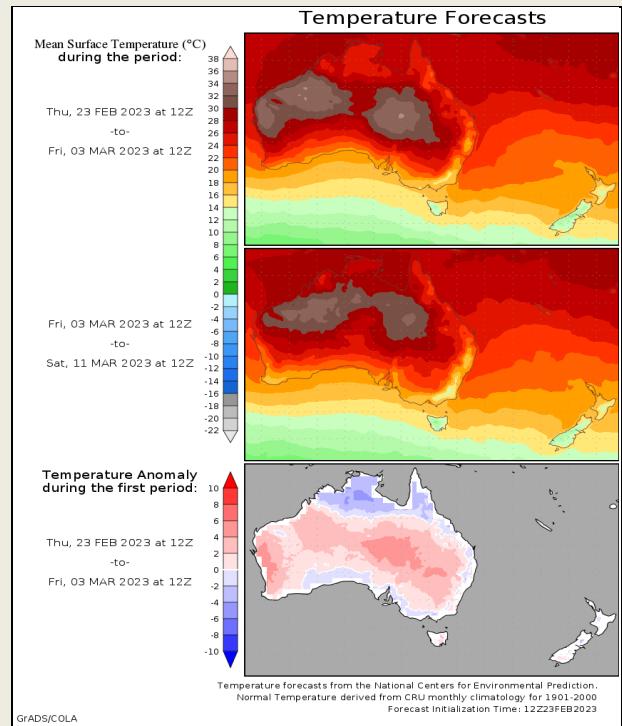 Temperature Forecasts
Mean Surface Temperature (°C)
during the period:
Thu, 23 FEB 2023 at 12Z
-to-
Fri, 03 MAR 2023 at 12Z
38
36
34
32
30
28
26
24
22
20
18
16
14
12
10
8
6
4
2
0
-2
-4
-6
-8
-10
-12
-14
-16
-18
-20
-22
Fri, 03 MAR 2023 at 12Z
-to-
Sat, 11 MAR 2023 at 12Z
Temperature Anomaly
during the first period:
Thu, 23 FEB 2023 at 12Z
-to-
Fri, 03 MAR 2023 at 12Z
10
8
6
4
2
0
-2
-4
-6
-8
-10
Temperature forecasts from the National Centers for Environmental Prediction.
Normal Temperature derived from CRU monthly climatology for 1901-2000
Forecast Initialization Time: 12Z23FEB2023
GrADS/COLA